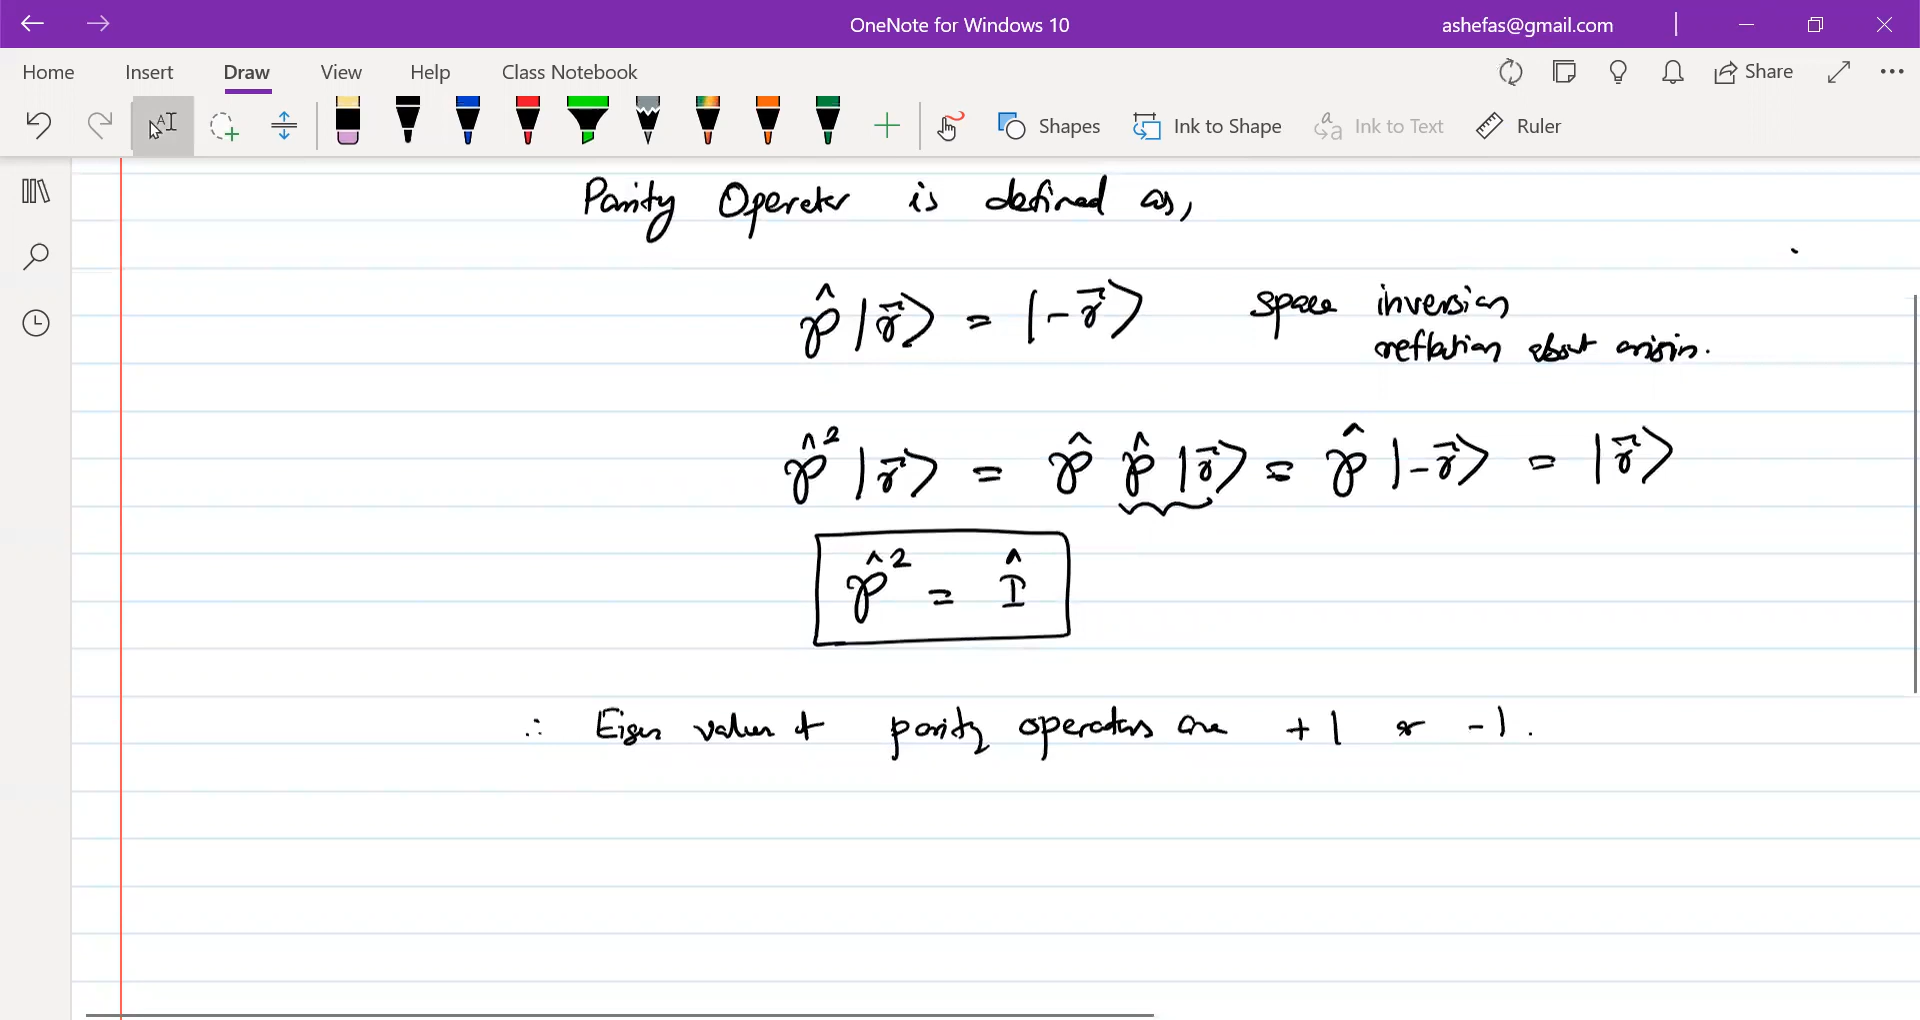 OneNote for Windows 10
ashefas@gmail.com
Home Insert Draw View Help Class Notebook
Share
Shapes Ink to Shape Ink to Text Ruler
Parity Operator is defined as,
𝒫̂ |r⃗⟩ = |-r⃗⟩ space inversion
reflection about origin.
𝒫̂² |r⃗⟩ = 𝒫̂ 𝒫̂ |r⃗⟩ = 𝒫̂ |-r⃗⟩ = |r⃗⟩
𝒫̂² = Î
∴ Eigen values of parity operators are +1 or -1.